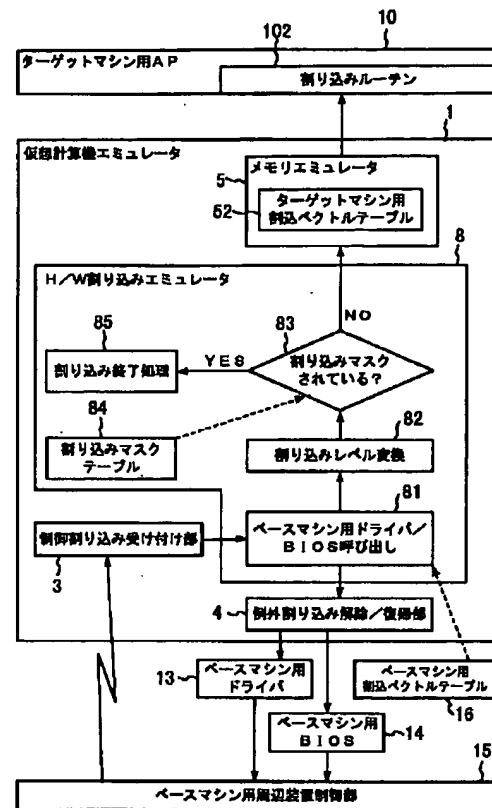 102
10
ターゲットマシン用AP
割り込みルーチン
1
仮想計算機エミュレータ
メモリエミュレータ
5
52
ターゲットマシン用
割込ベクトルテーブル
8
H/W割り込みエミュレータ
NO
85
83
YES
割り込み終了処理
割り込みマスク
されている?
84
82
割り込みマスク
テーブル
割り込みレベル変換
81
制御割り込み受け付け部
ベースマシン用ドライバ/
BIOS呼び出し
3
4
例外割り込み解除/復帰部
13
ベースマシン用
ドライバ
ベースマシン用
割込ベクトルテーブル
16
ベースマシン用
BIOS
14
15
ベースマシン用周辺装置制御部